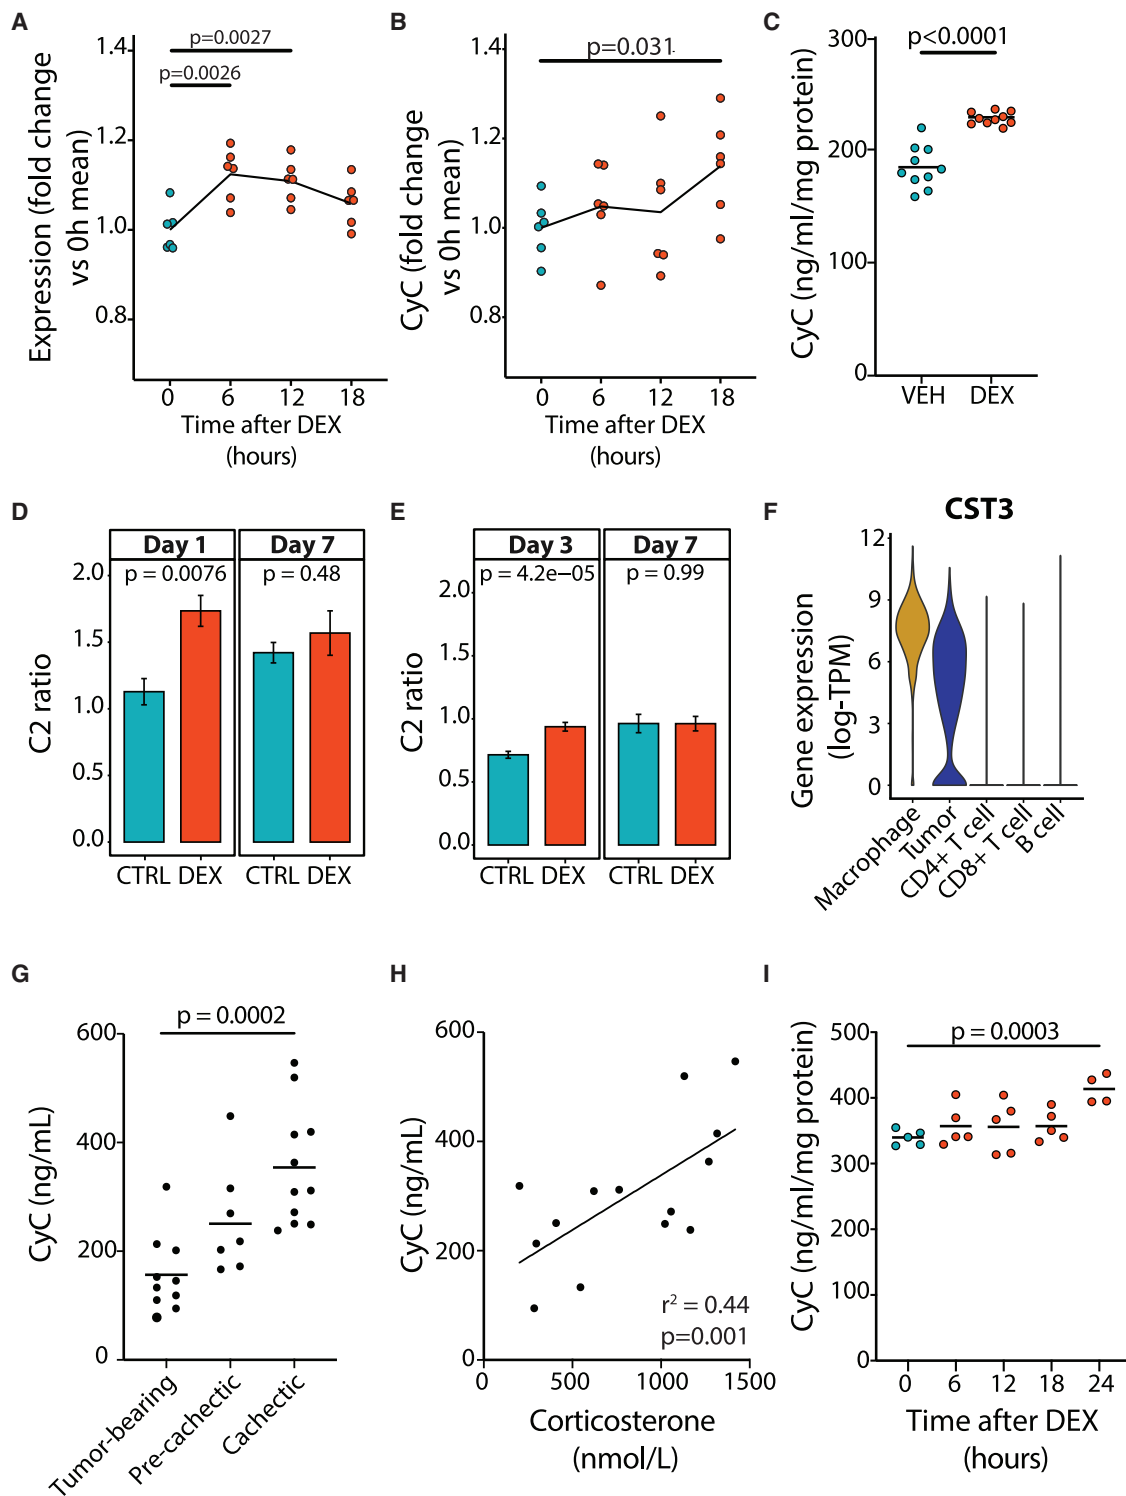 A
Expression (fold change
vs 0h mean)
1.4
1.2
1.0
0.8
p=0.0027
p=0.0026
0 6 12 18
Time after DEX
(hours)
B
CyC (fold change
vs 0h mean)
1.4
1.2
1.0
0.8
p=0.031
0 6 12 18
Time after DEX
(hours)
C
CyC (ng/ml/mg protein)
300
200
100
0
p<0.0001
VEH DEX
D
C2 ratio
2.0
1.5
1.0
0.5
0.0
Day 1 Day 7
p = 0.0076 p = 0.48
CTRL DEX CTRL DEX
E
C2 ratio
2.0
1.5
1.0
0.5
0.0
Day 3 Day 7
p = 4.2e−05 p = 0.99
CTRL DEX CTRL DEX
F
CST3
Gene expression
(log-TPM)
12
9
6
3
0
Macrophage
Tumor
CD4+ T cell
CD8+ T cell
B cell
G
CyC (ng/mL)
600
400
200
0
p = 0.0002
Tumor-bearing
Pre-cachectic
Cachectic
H
CyC (ng/mL)
600
400
200
0
r² = 0.44
p=0.001
0 500 1000 1500
Corticosterone
(nmol/L)
I
CyC (ng/ml/mg protein)
500
400
300
200
100
0
p = 0.0003
0 6 12 18 24
Time after DEX
(hours)